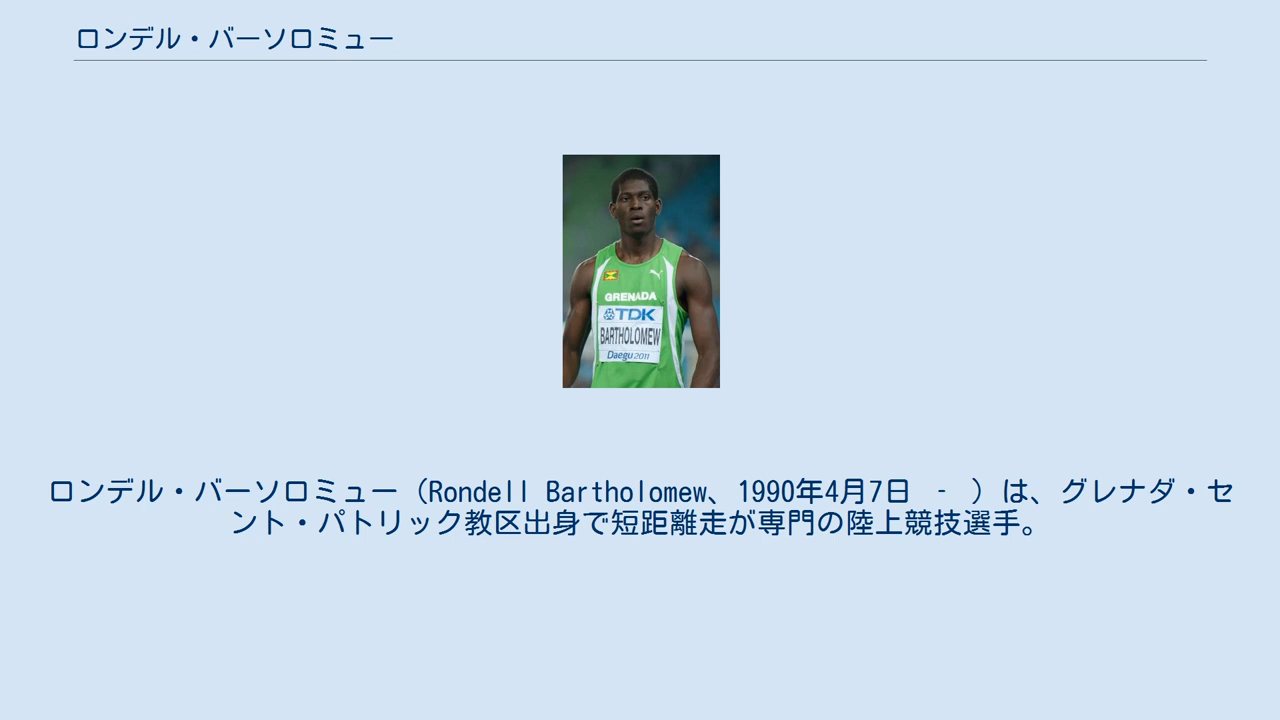 ロンデル・バーソロミュー
GRENADA
TDK
BARTHOLOMEW
Daegu 2011
ロンデル・バーソロミュー（Rondell Bartholomew、1990年4月7日 - ）は、グレナダ・セ
ント・パトリック教区出身で短距離走が専門の陸上競技選手。